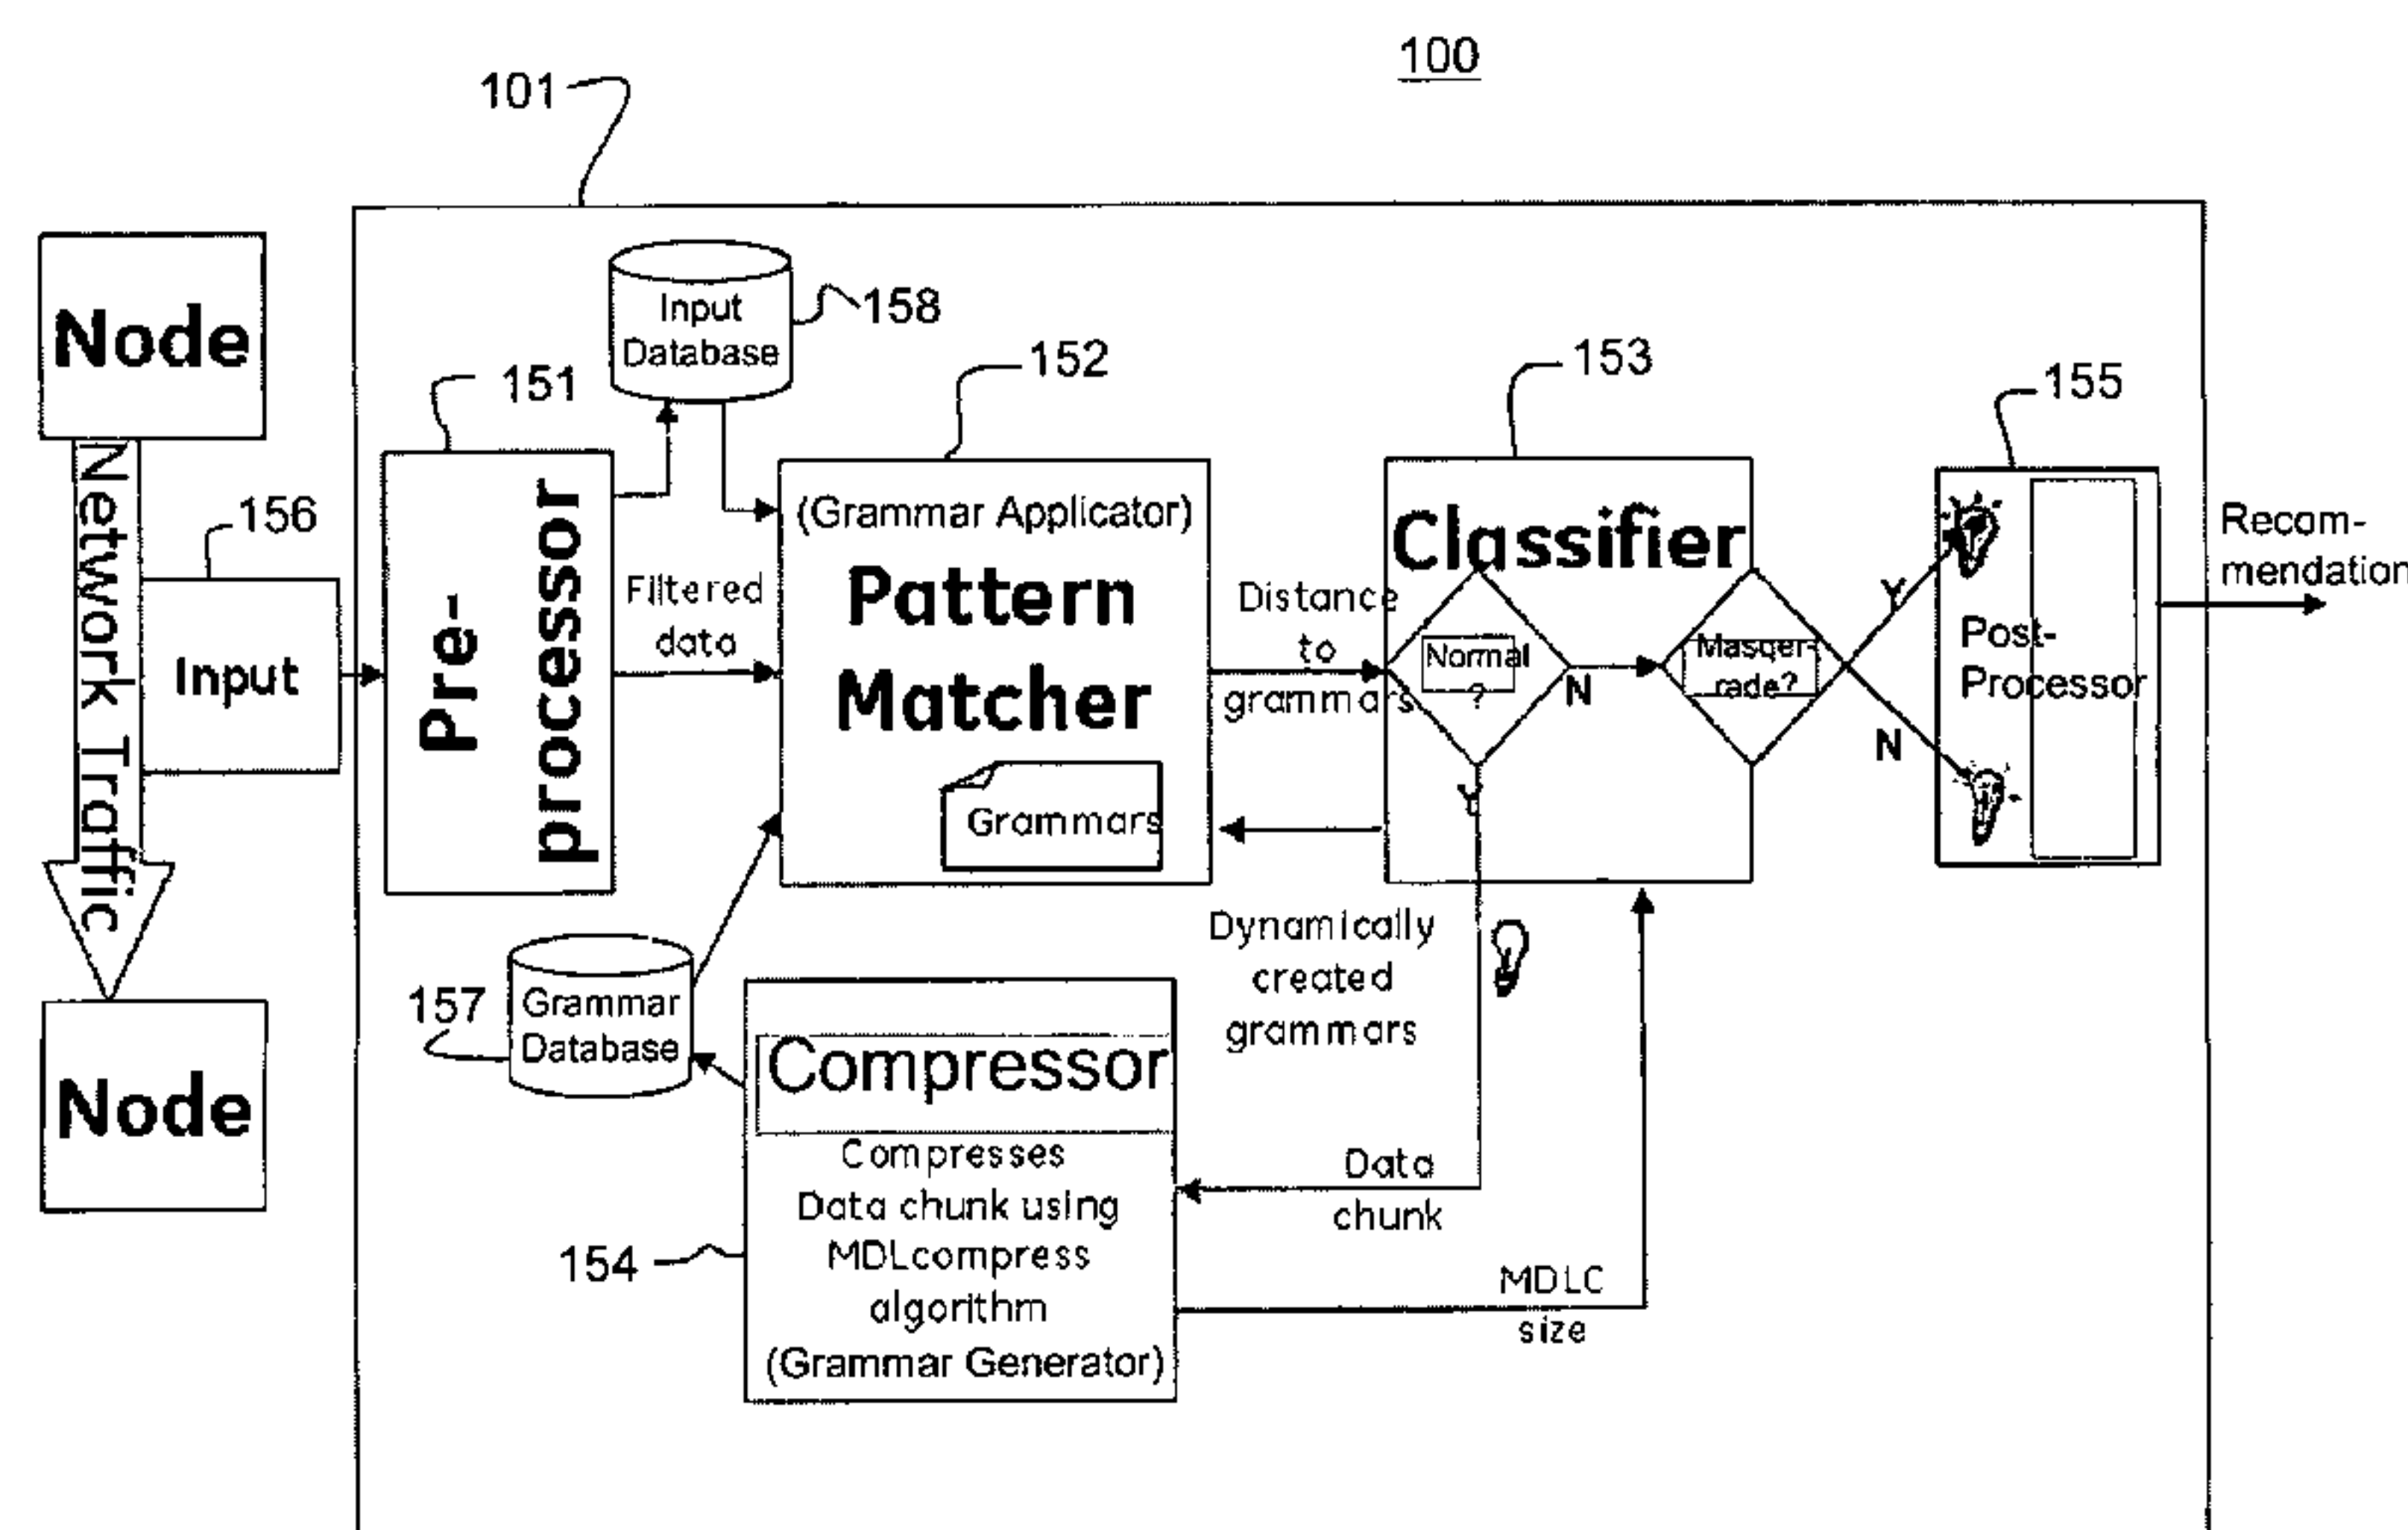 100
101
Node
Network Traffic
Node
156
Input
151
Pre-
processor
Input
Database
158
Filtered
data
152
(Grammar Applicator)
Pattern
Matcher
Grammars
Distance
to
grammars
153
Classifier
Normal
?
N
Y
Masqer-
rade?
Y
N
155
Post-
Processor
Recom-
mendation
157
Grammar
Database
Dynamically
created
grammars
Compressor
Compresses
Data chunk using
MDLcompress
algorithm
(Grammar Generator)
154
Data
chunk
MDLC
size